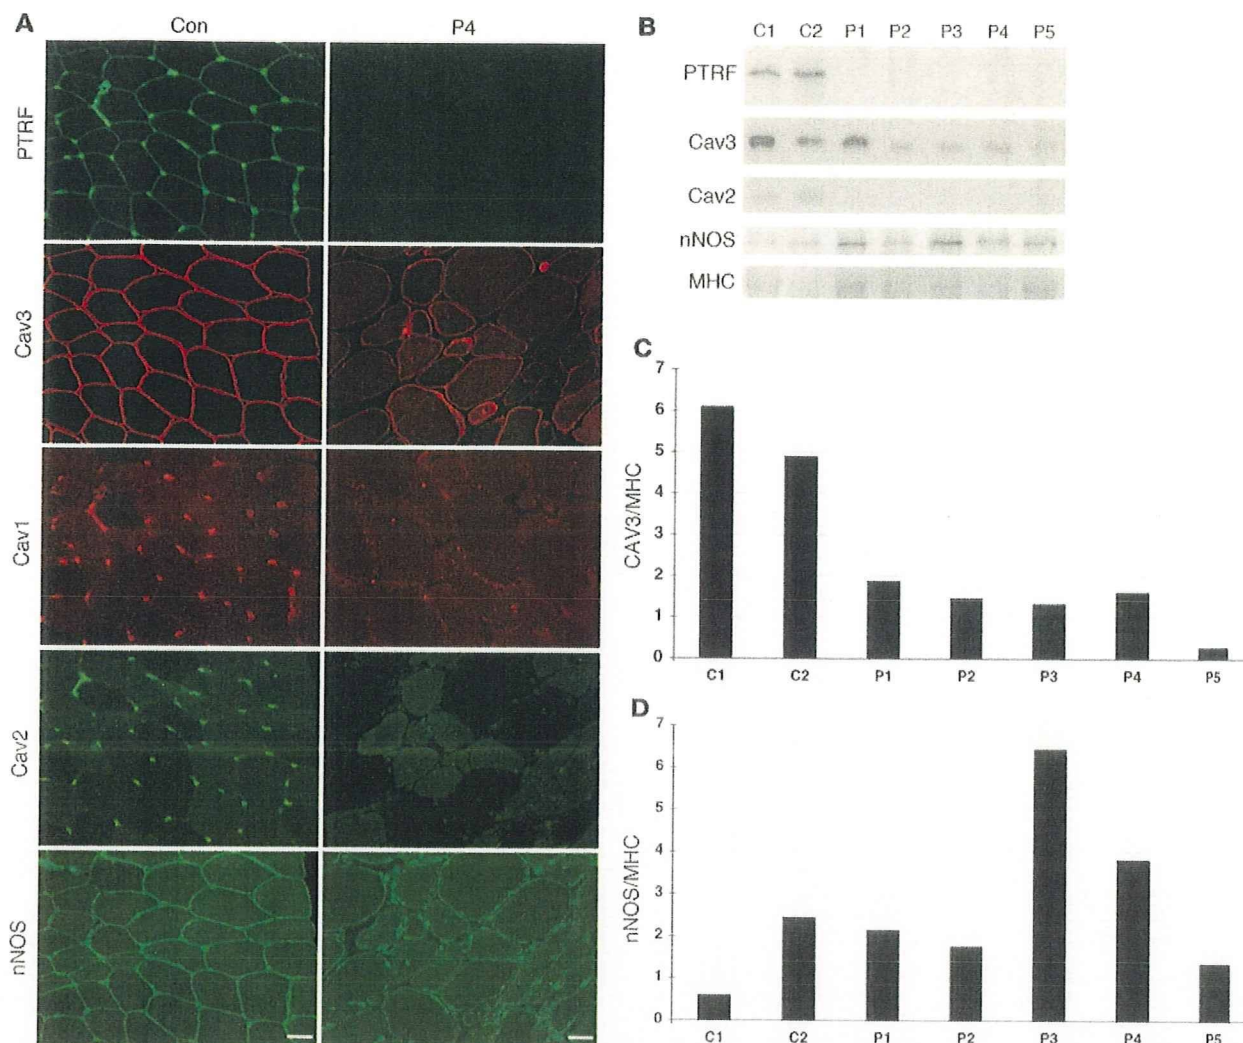 A
Con
P4
PTRF
Cav3
Cav1
Cav2
nNOS
B
C1 C2 P1 P2 P3 P4 P5
PTRF
Cav3
Cav2
nNOS
MHC
C
CAV3/MHC
7
6
5
4
3
2
1
0
C1 C2 P1 P2 P3 P4 P5
D
nNOS/MHC
7
6
5
4
3
2
1
0
C1 C2 P1 P2 P3 P4 P5